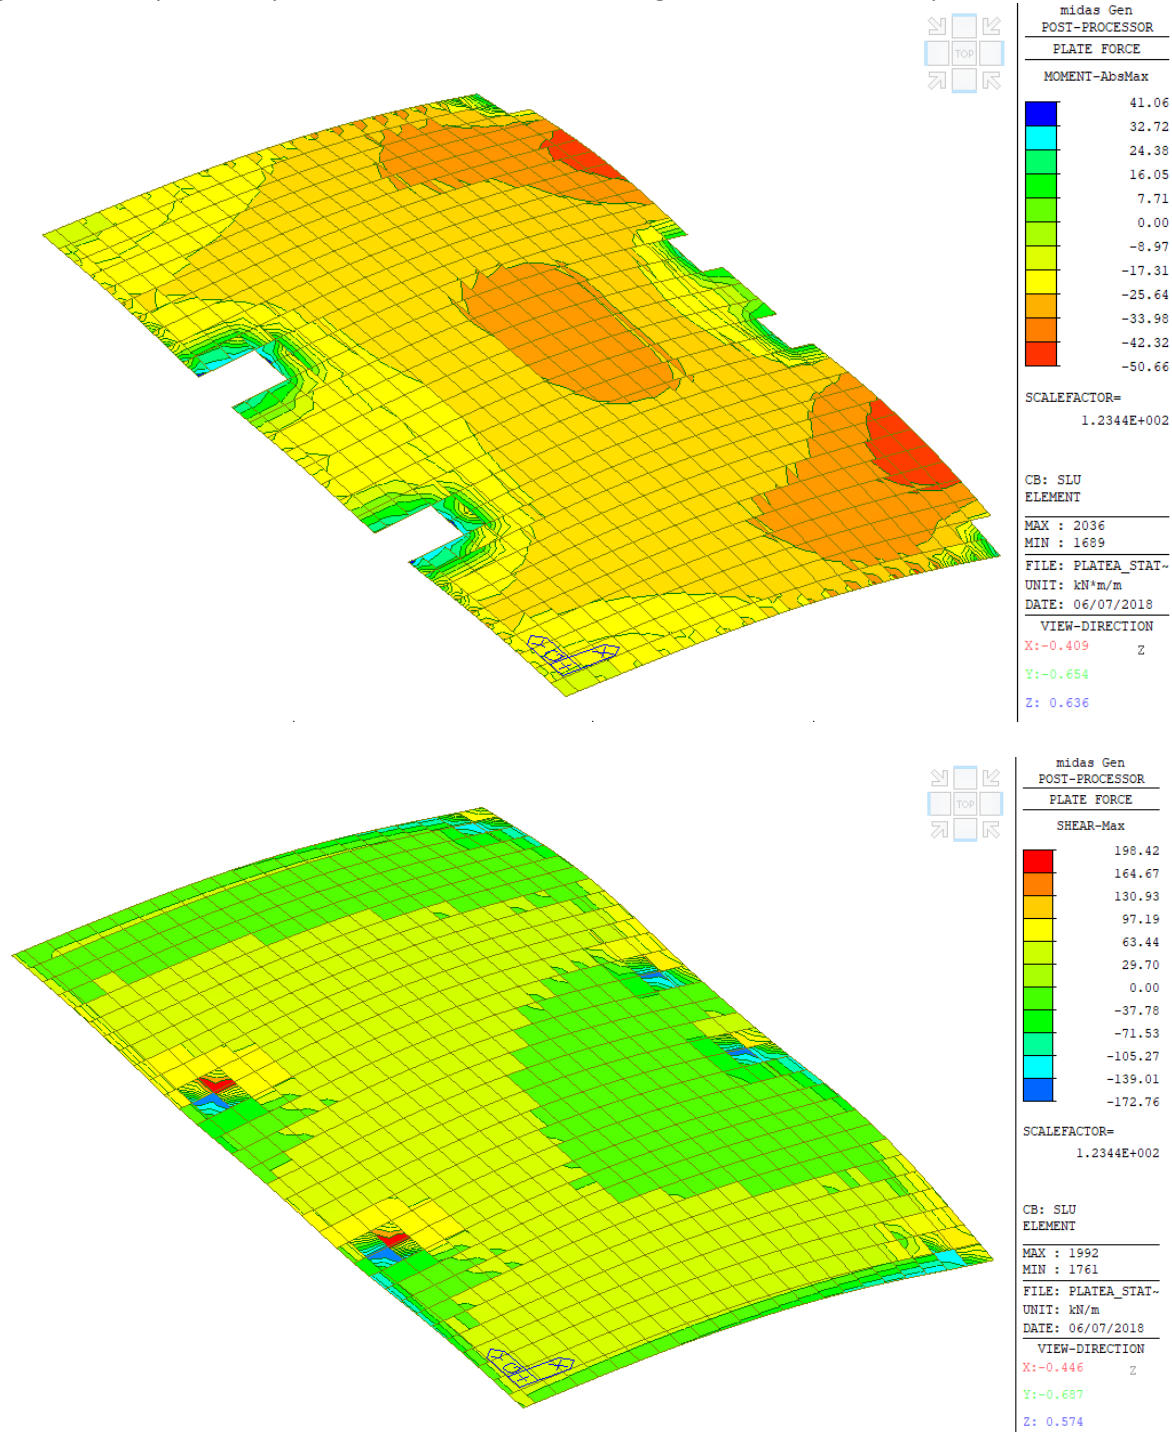 midas Gen
POST-PROCESSOR
PLATE FORCE
MOMENT-AbsMax
41.06
32.72
24.38
16.05
7.71
0.00
-8.97
-17.31
-25.64
-33.98
-42.32
-50.66
SCALEFACTOR=
1.2344E+002
CB: SLU
ELEMENT
MAX : 2036
MIN : 1689
FILE: PLATEA_STAT~
UNIT: kN*m/m
DATE: 06/07/2018
VIEW-DIRECTION
X:-0.409
Z
Y:-0.654
Z: 0.636
TOP
midas Gen
POST-PROCESSOR
PLATE FORCE
SHEAR-Max
198.42
164.67
130.93
97.19
63.44
29.70
0.00
-37.78
-71.53
-105.27
-139.01
-172.76
SCALEFACTOR=
1.2344E+002
CB: SLU
ELEMENT
MAX : 1992
MIN : 1761
FILE: PLATEA_STAT~
UNIT: kN/m
DATE: 06/07/2018
VIEW-DIRECTION
X:-0.446
Z
Y:-0.687
Z: 0.574
TOP